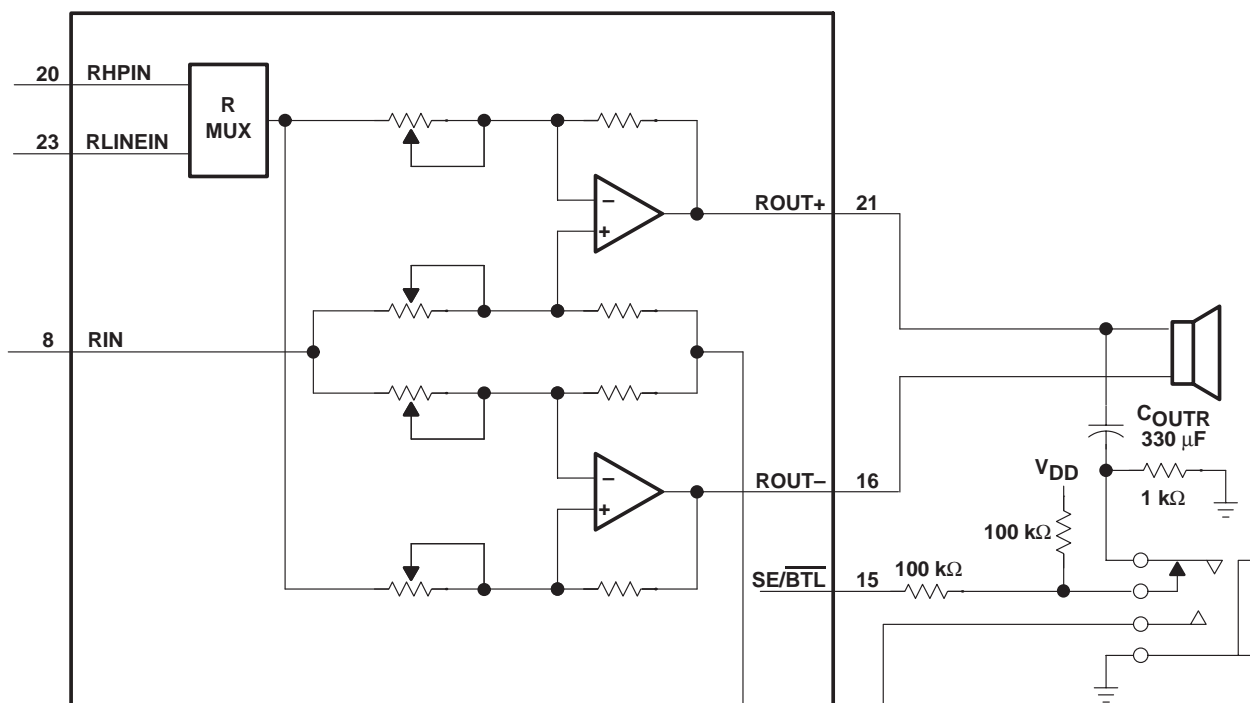 20 RHPIN
R
MUX
23 RLINEIN
−
+
ROUT+ 21
8 RIN
COUTR
330 μF
VDD
−
+
ROUT− 16
1 kΩ
100 kΩ
SE/BTL 15 100 kΩ